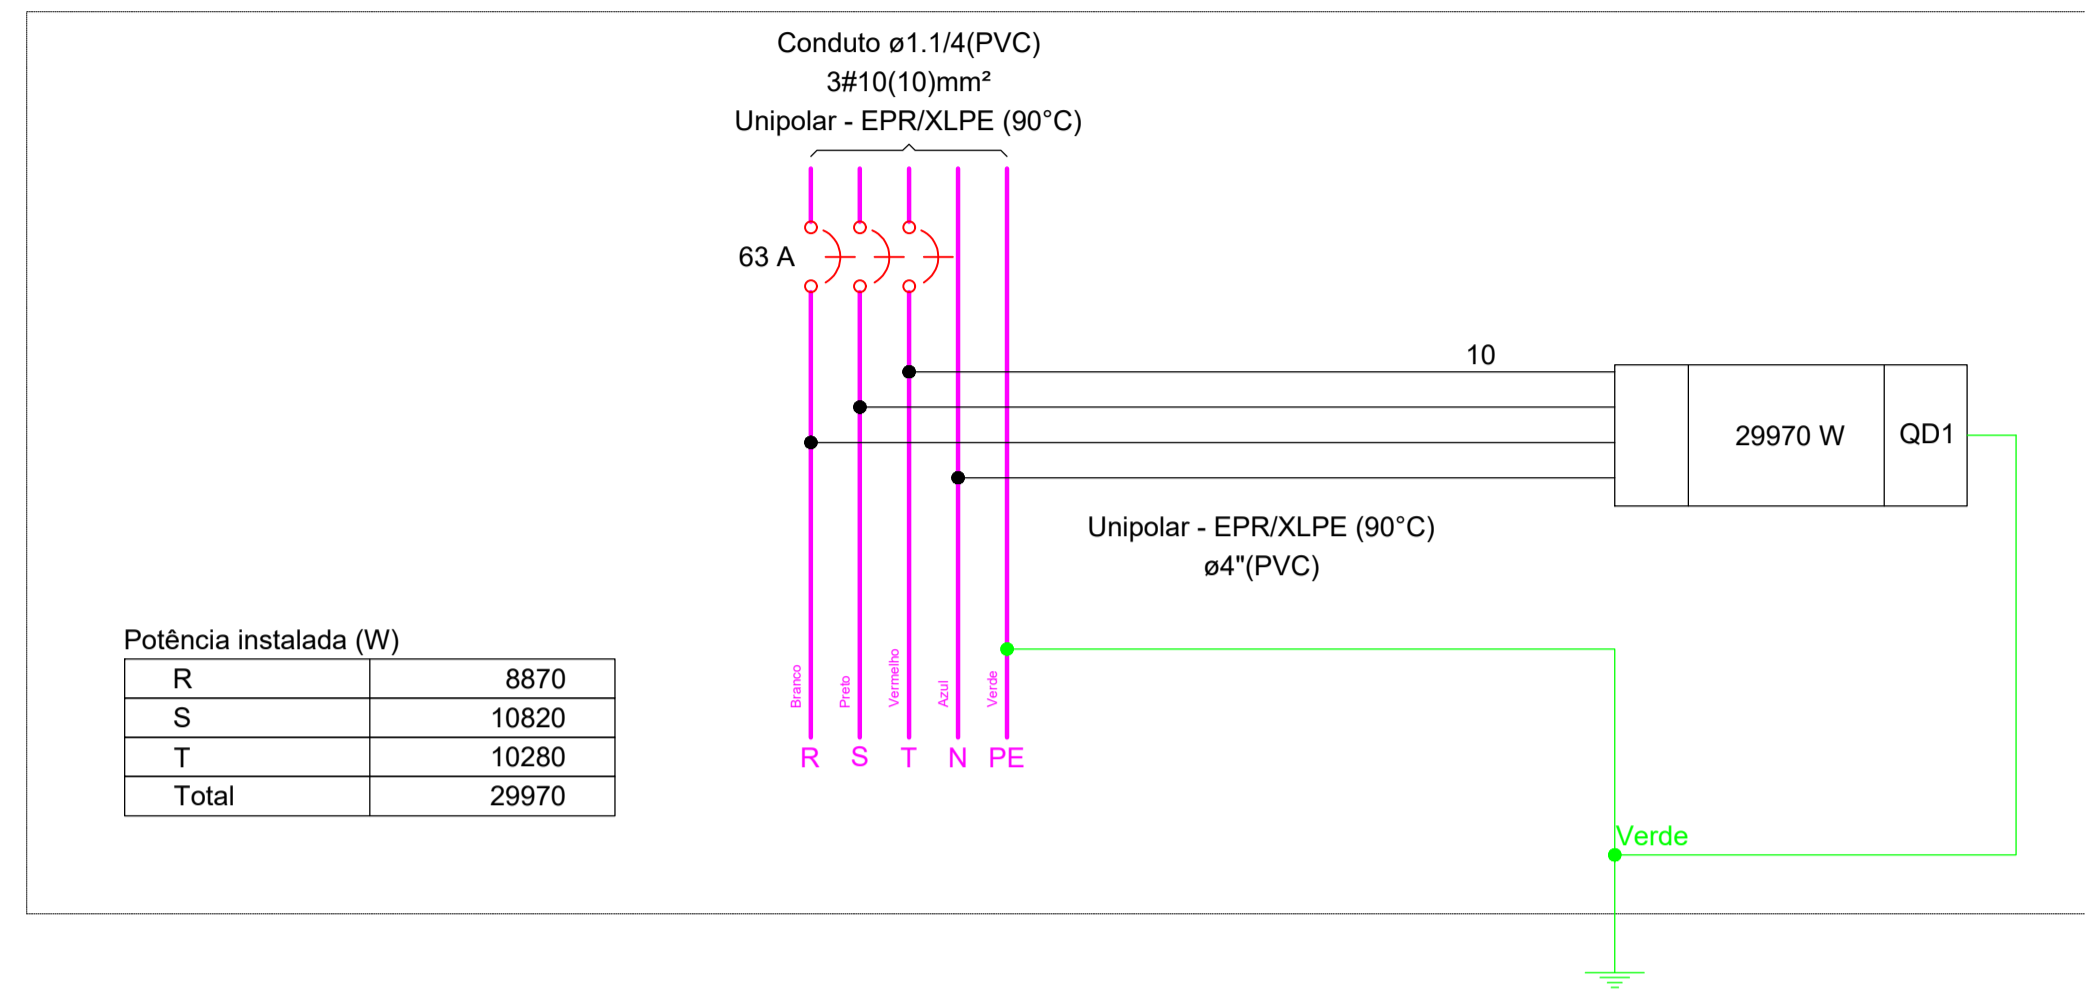 Conduto ø1.1/4(PVC)
3#10(10)mm²
Unipolar - EPR/XLPE (90°C)
63 A
10
29970 W
QD1
Unipolar - EPR/XLPE (90°C)
ø4"(PVC)
Potência instalada (W)
R 8870
S 10820
T 10280
Total 29970
Branco
Preto
Vermelho
Azul
Verde
R S T N PE
Verde